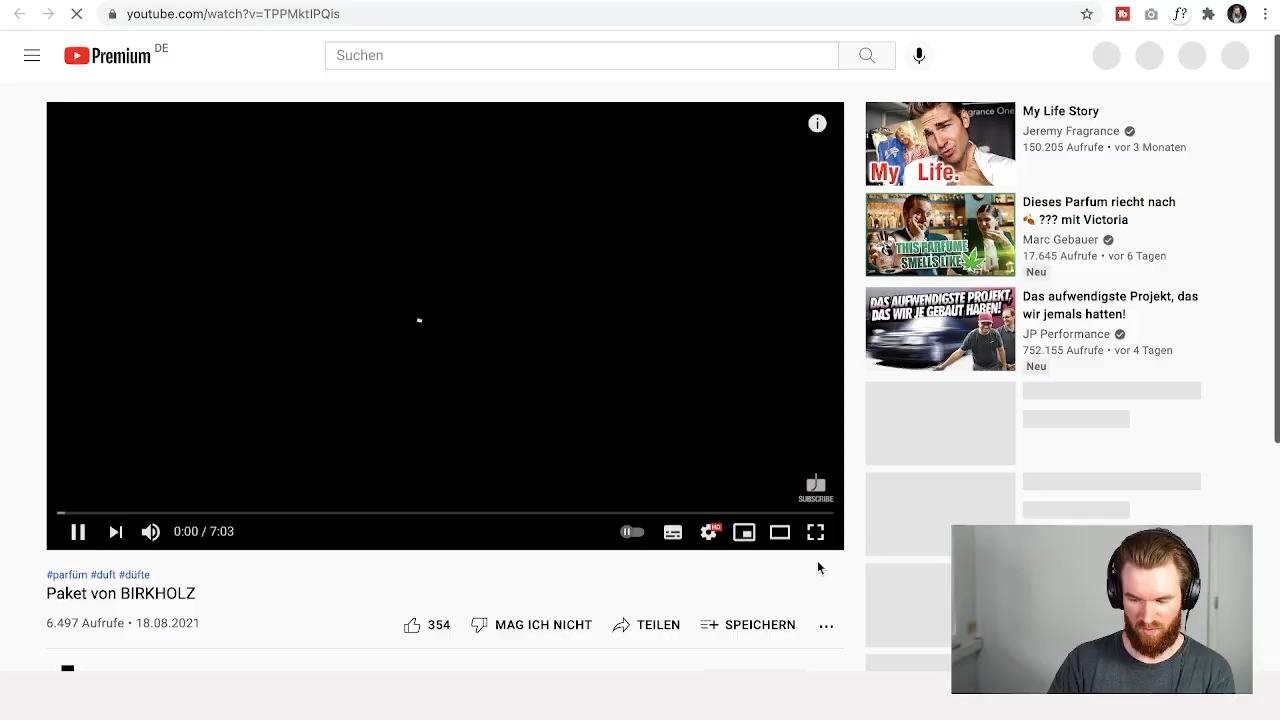 youtube.com/watch?v=TPPMktIPQis
Premium DE
Suchen
My Life Story
Jeremy Fragrance
150.205 Aufrufe • vor 3 Monaten
My Life.
Dieses Parfum riecht nach
??? mit Victoria
Marc Gebauer
17.645 Aufrufe • vor 6 Tagen
Neu
THIS PARFUME
SMELLS LIKE
Das aufwendigste Projekt, das
wir jemals hatten!
JP Performance
752.155 Aufrufe • vor 4 Tagen
Neu
DAS AUFWENDIGSTE PROJEKT,
DAS WIR JE GEBAUT HABEN!
SUBSCRIBE
0:00 / 7:03
HD
#parfüm #duft #düfte
Paket von BIRKHOLZ
6.497 Aufrufe • 18.08.2021
354 MAG ICH NICHT TEILEN SPEICHERN